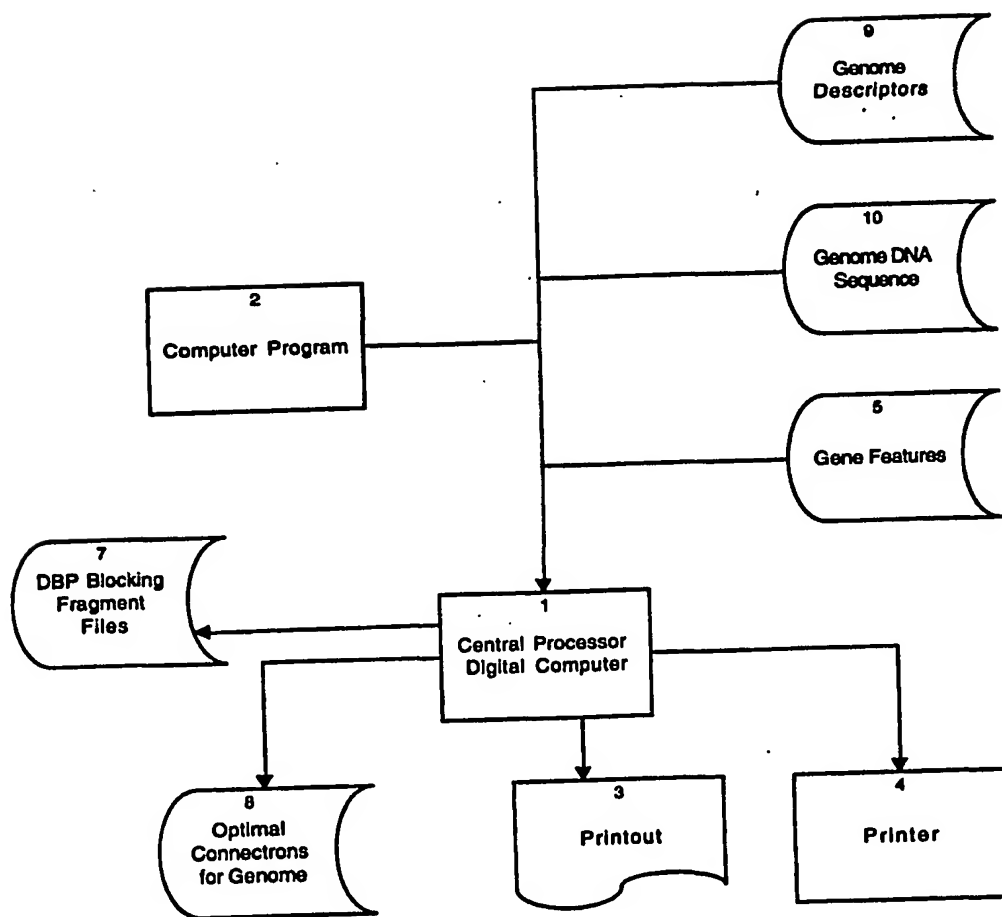 9
Genome
Descriptors
10
Genome DNA
Sequence
2
Computer Program
5
Gene Features
7
DBP Blocking
Fragment
Files
1
Central Processor
Digital Computer
8
Optimal
Connectrons
for Genome
3
Printout
4
Printer